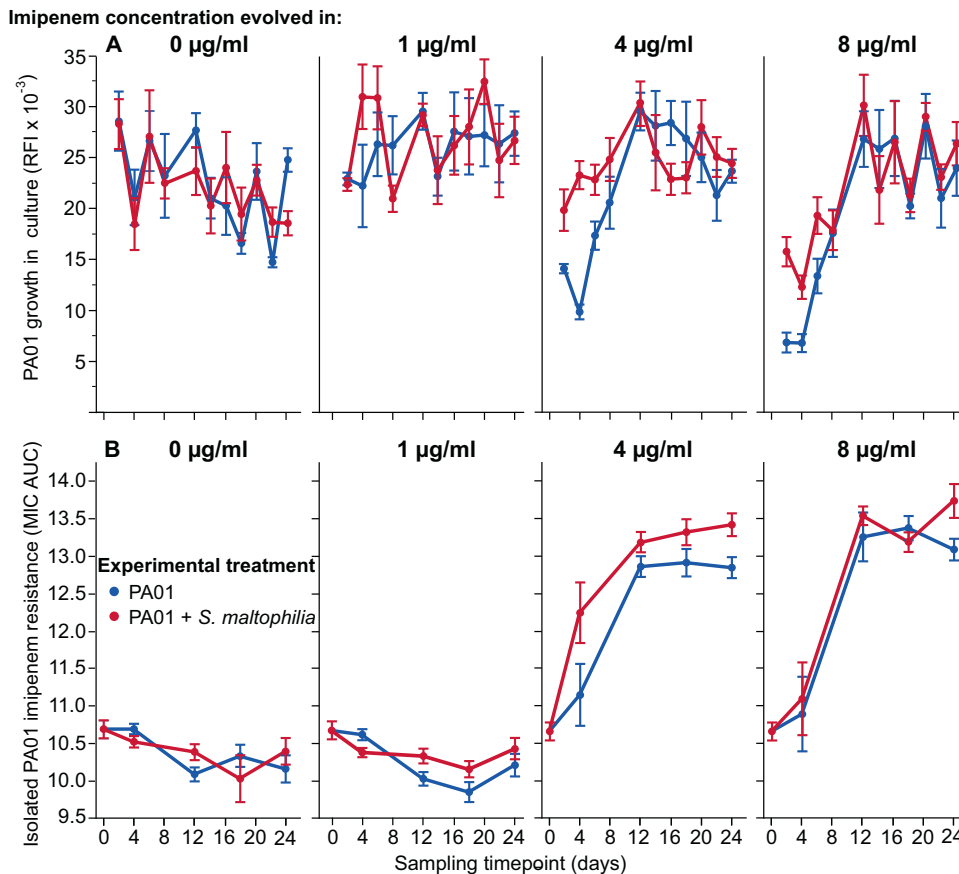 Imipenem concentration evolved in:
A 0 µg/ml 1 µg/ml 4 µg/ml 8 µg/ml
PA01 growth in culture (RFI x 10⁻³)
35
30
25
20
15
10
5
B 0 µg/ml 1 µg/ml 4 µg/ml 8 µg/ml
Isolated PA01 imipenem resistance (MIC AUC)
14.0
13.5
13.0
12.5
12.0
11.5
11.0
10.5
10.0
9.5
Experimental treatment
PA01
PA01 + S. maltophilia
0 4 8 12 16 20 24 0 4 8 12 16 20 24 0 4 8 12 16 20 24 0 4 8 12 16 20 24
Sampling timepoint (days)